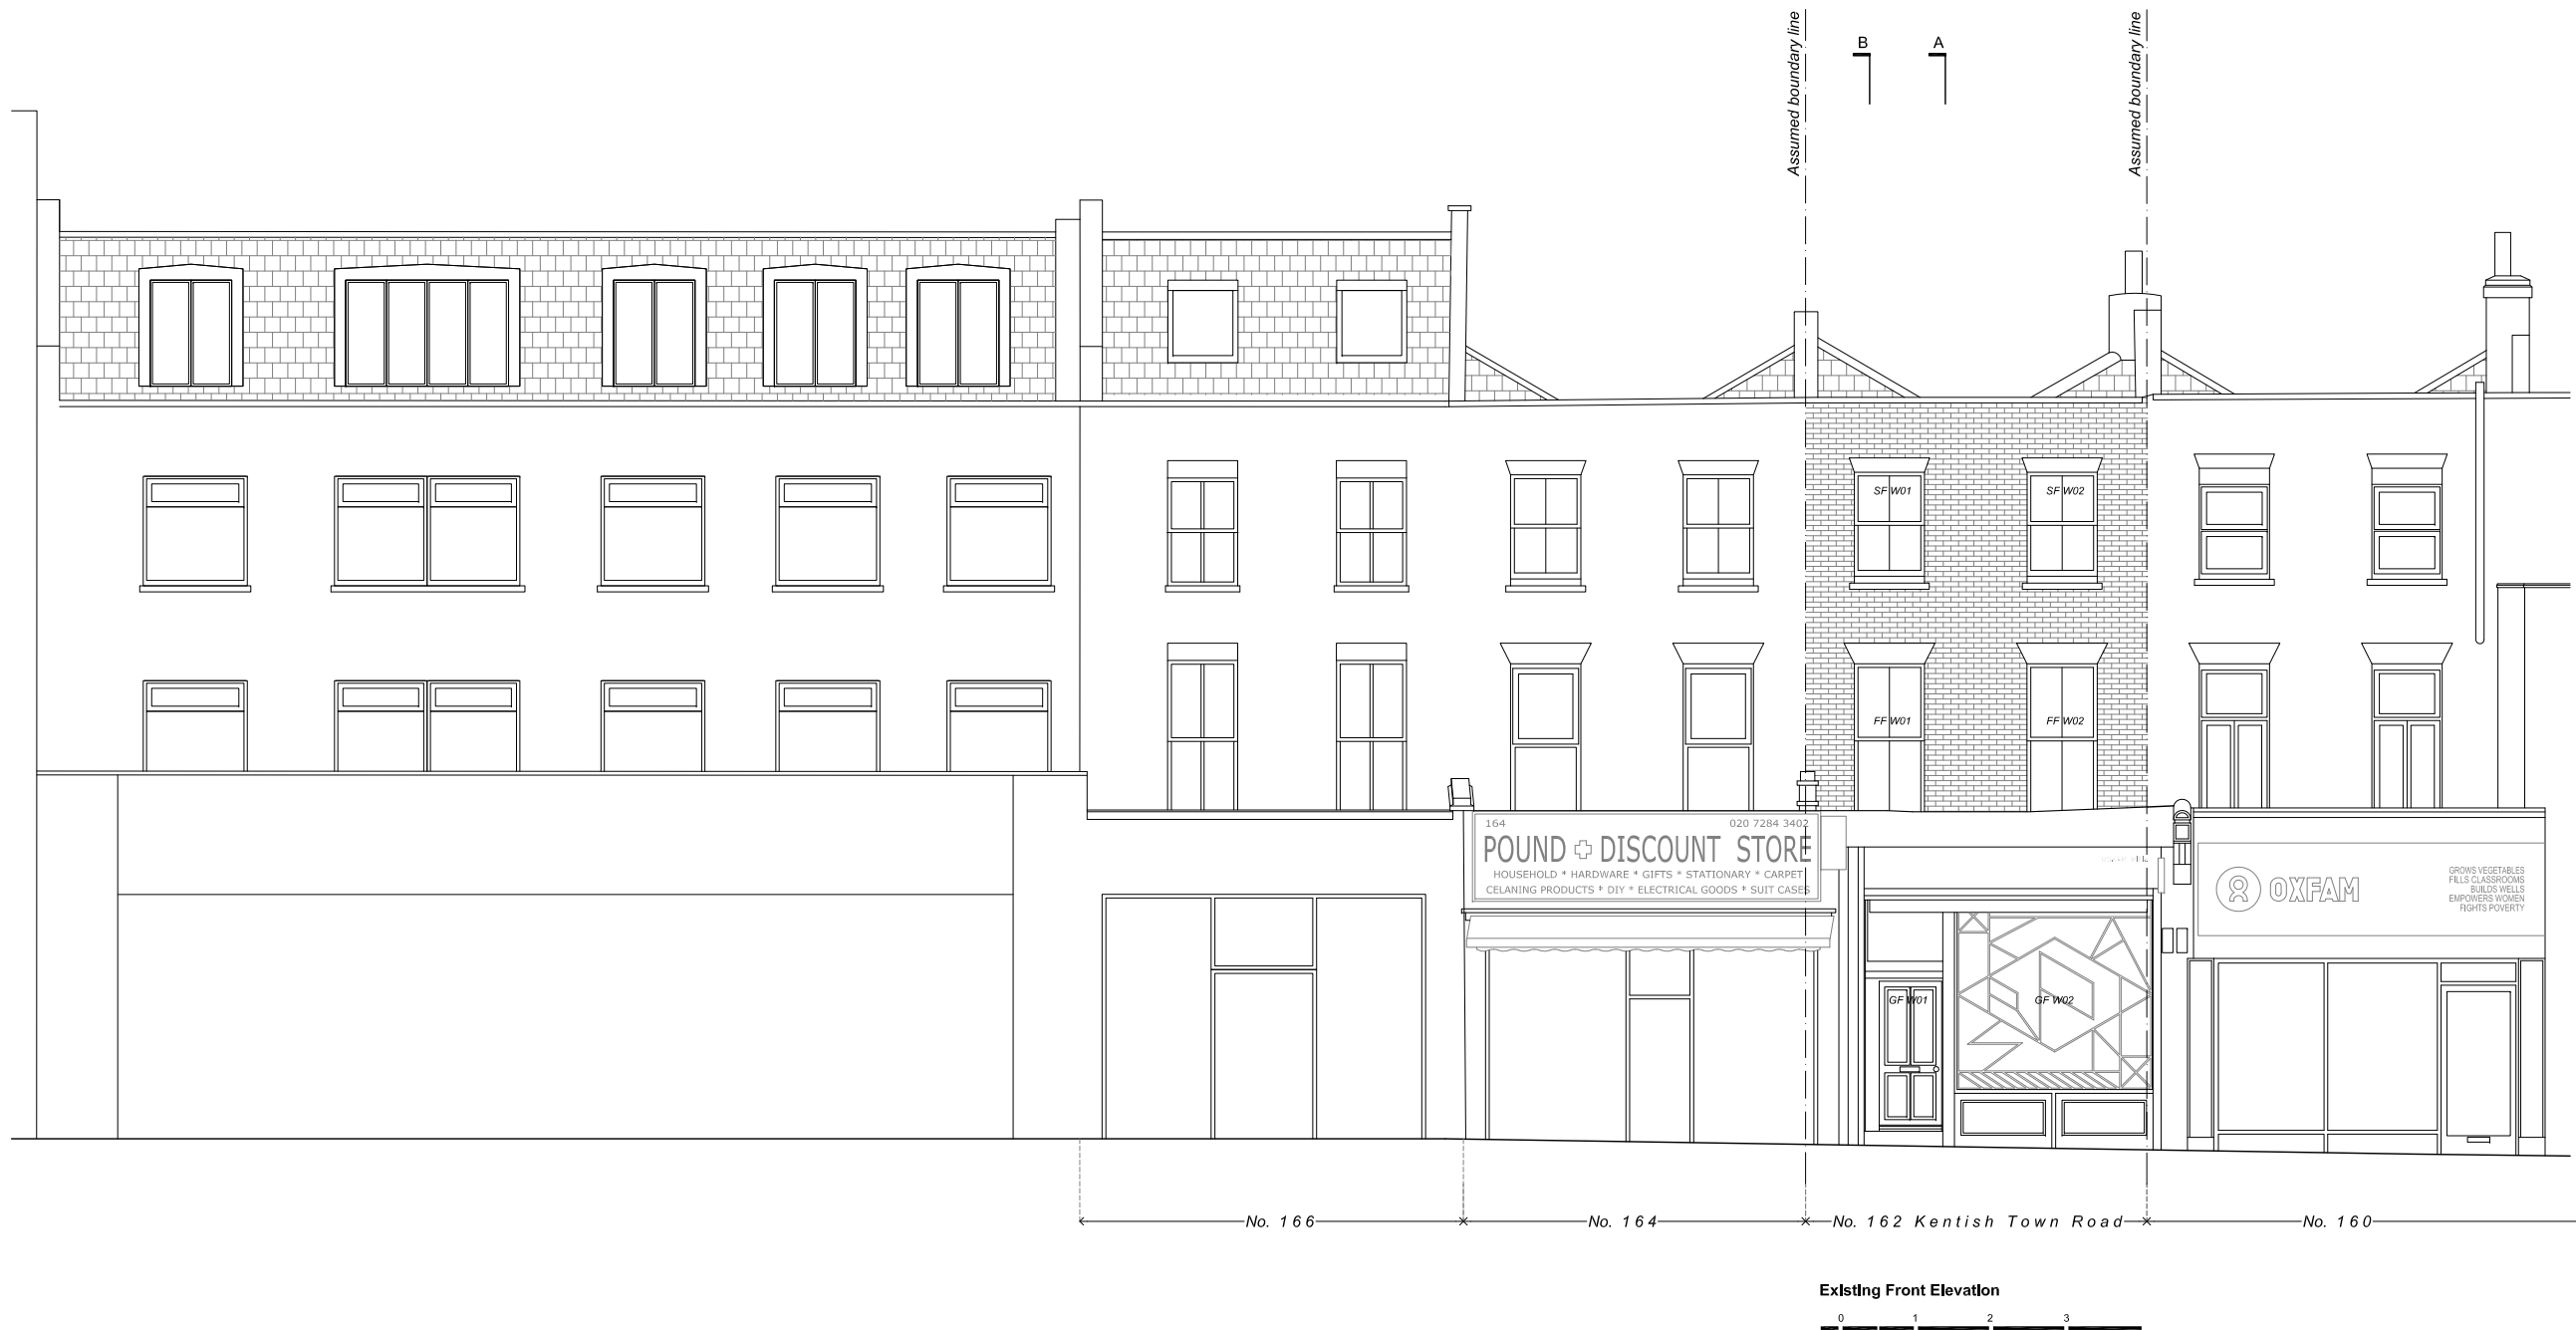 Assumed boundary line
B
A
Assumed boundary line
SF W01
SF W02
FF W01
FF W02
164
020 7284 3402
POUND + DISCOUNT STORE
HOUSEHOLD * HARDWARE * GIFTS * STATIONARY * CARPET
CELANING PRODUCTS * DIY * ELECTRICAL GOODS * SUIT CASES
OXFAM
GROWS VEGETABLES
FILLS CLASSROOMS
BUILDS WELLS
EMPOWERS WOMEN
FIGHTS POVERTY
GF W01
GF W02
No. 166
No. 164
No. 162 Kentish Town Road
No. 160
Existing Front Elevation
0 1 2 3